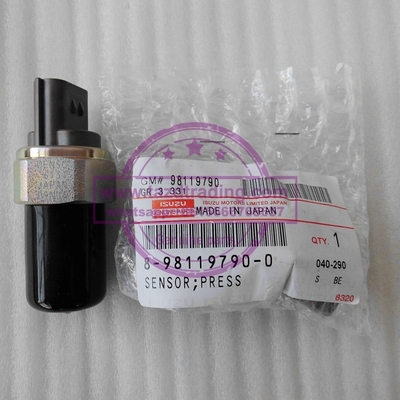 JAPAN
GM# 98119790
GR.3.331
ISUZU
ISUZU MOTORS LIMITED JAPAN
MADE IN JAPAN
QTY. 1
8-98119790-0
040-290
SENSOR;PRESS
S BE
8320